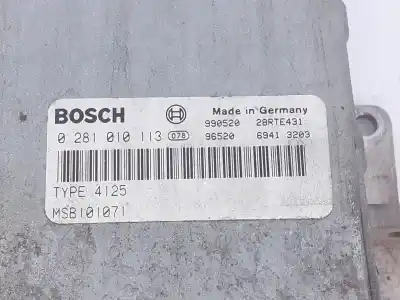 BOSCH Made in Germany
990520 28RTE431
0 281 010 113 078 96520 6941 3203
TYPE 4125
MSB101071